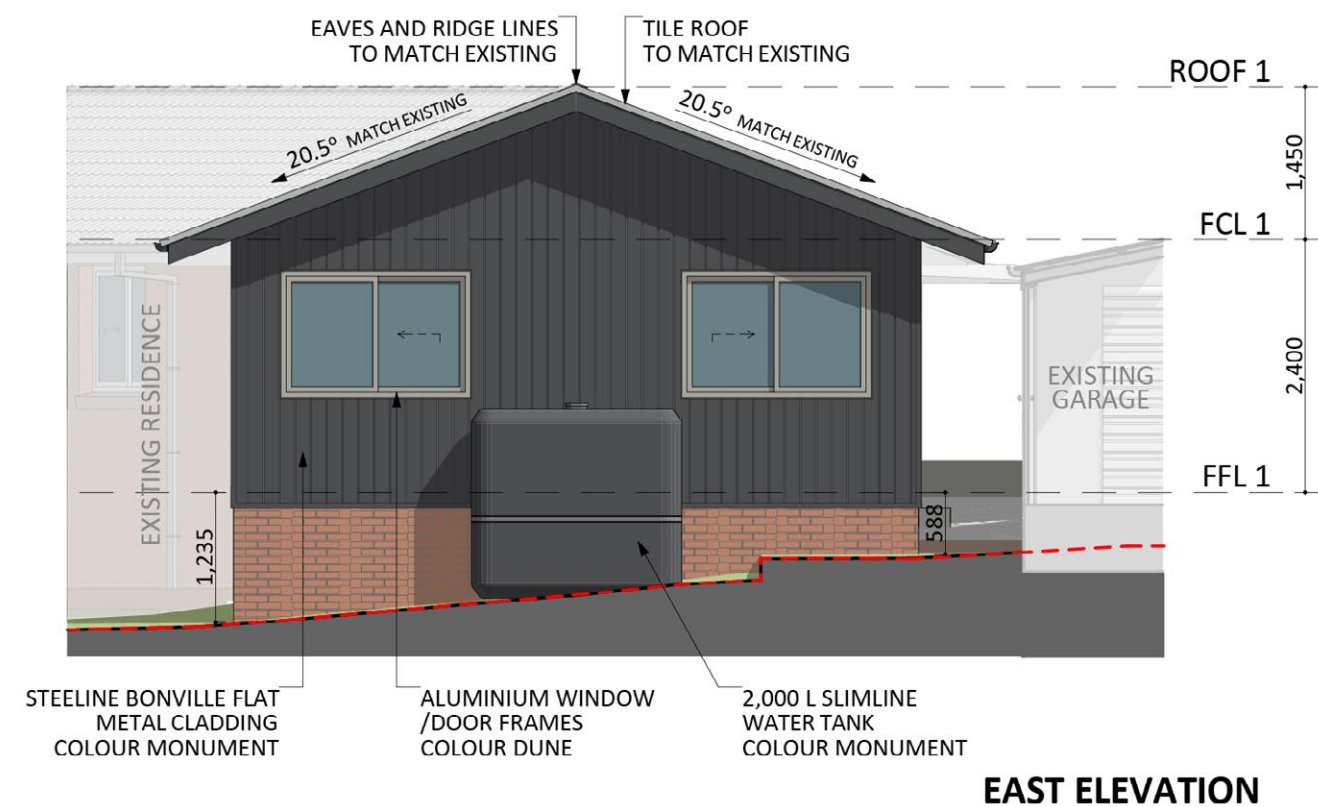 EAVES AND RIDGE LINES
TO MATCH EXISTING
TILE ROOF
TO MATCH EXISTING
ROOF 1
20.5° MATCH EXISTING
20.5° MATCH EXISTING
1,450
FCL 1
2,400
EXISTING RESIDENCE
EXISTING
GARAGE
FFL 1
1,235
588
STEELINE BONVILLE FLAT
METAL CLADDING
COLOUR MONUMENT
ALUMINIUM WINDOW
/DOOR FRAMES
COLOUR DUNE
2,000 L SLIMLINE
WATER TANK
COLOUR MONUMENT
EAST ELEVATION